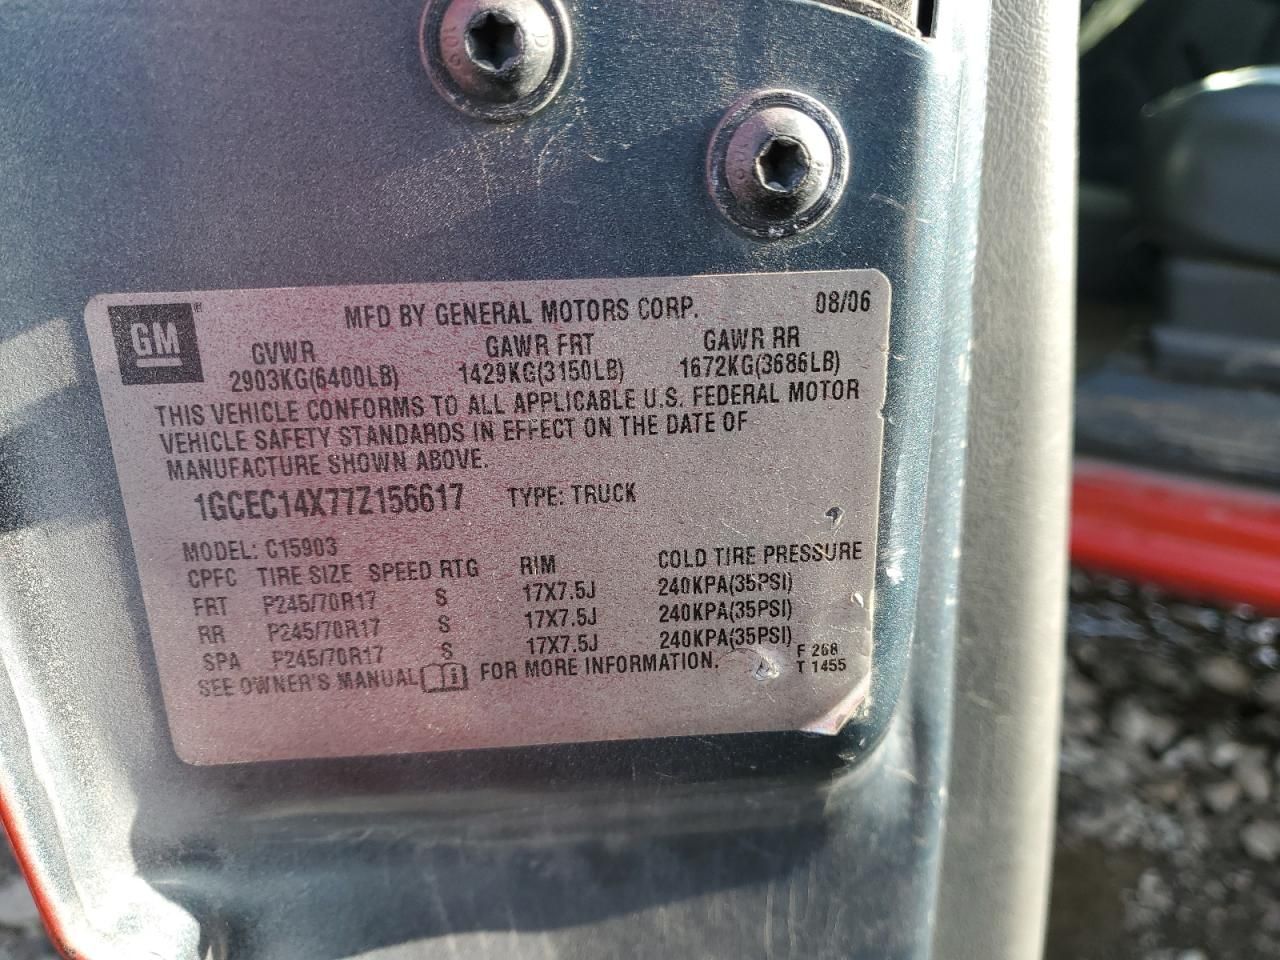 GM ® MFD BY GENERAL MOTORS CORP. 08/06
GVWR GAWR FRT GAWR RR
2903KG(6400LB) 1429KG(3150LB) 1672KG(3686LB)
THIS VEHICLE CONFORMS TO ALL APPLICABLE U.S. FEDERAL MOTOR
VEHICLE SAFETY STANDARDS IN EFFECT ON THE DATE OF
MANUFACTURE SHOWN ABOVE.
1GCEC14X77Z156617 TYPE: TRUCK
MODEL: C15903
CPFC TIRE SIZE SPEED RTG RIM COLD TIRE PRESSURE
FRT P245/70R17 S 17X7.5J 240KPA(35PSI)
RR P245/70R17 S 17X7.5J 240KPA(35PSI)
SPA P245/70R17 S 17X7.5J 240KPA(35PSI)
SEE OWNER'S MANUAL FOR MORE INFORMATION.
F 268
T 1455